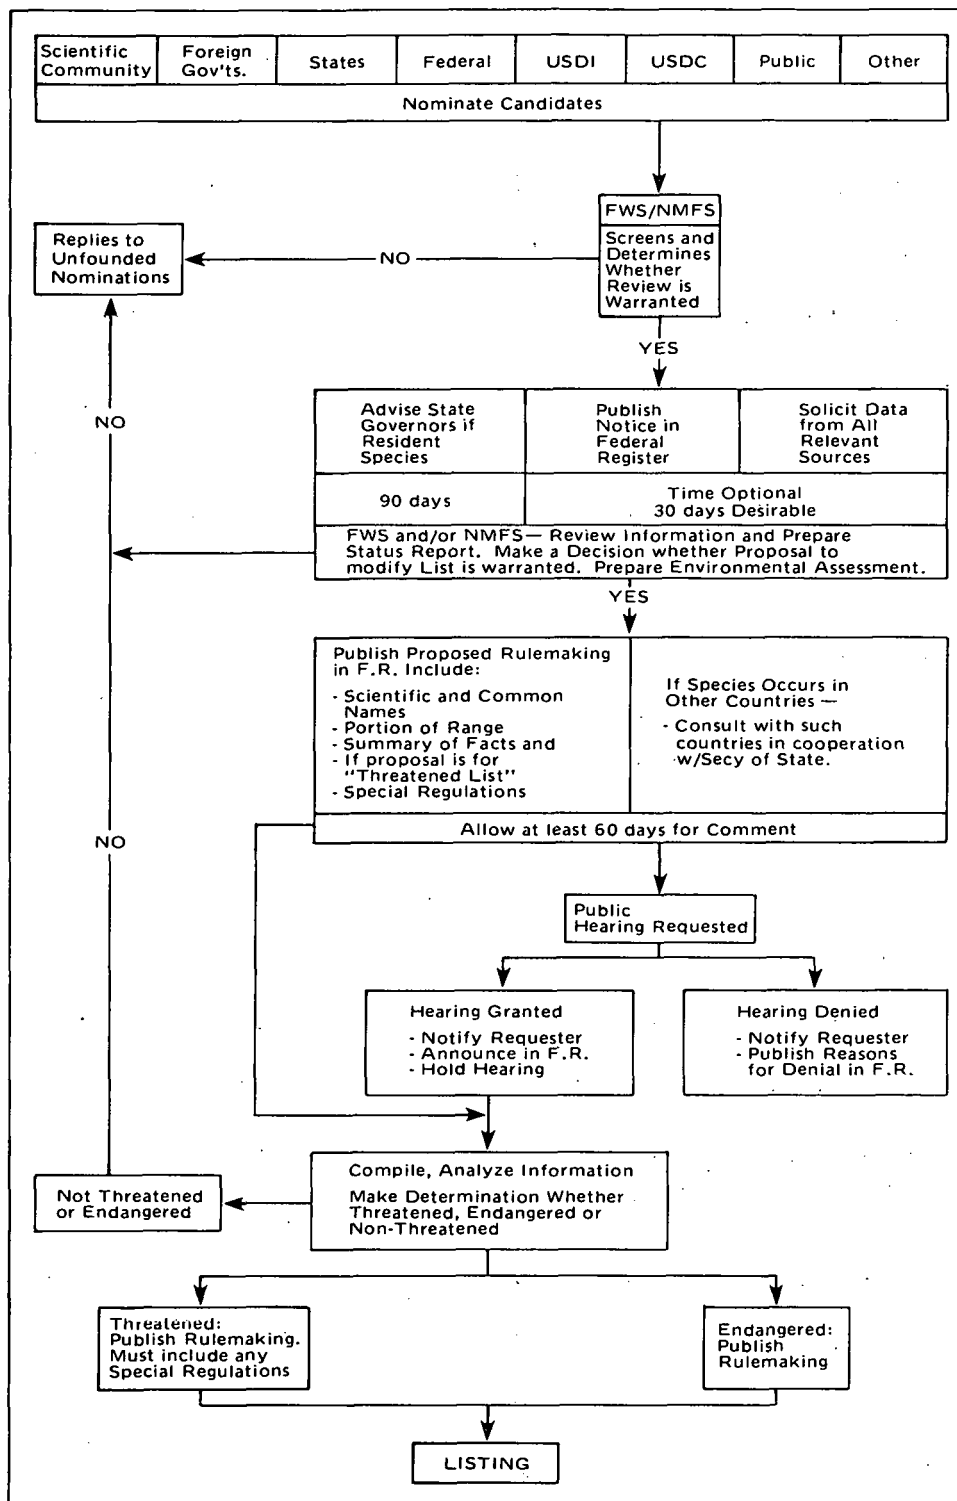 Scientific
Community
Foreign
Gov'ts.
States
Federal
USDI
USDC
Public
Other
Nominate Candidates
FWS/NMFS
Screens and
Determines
Whether
Review is
Warranted
NO
Replies to
Unfounded
Nominations
YES
Advise State
Governors if
Resident
Species
Publish
Notice in
Federal
Register
Solicit Data
from All
Relevant
Sources
NO
90 days
Time Optional
30 days Desirable
FWS and/or NMFS— Review Information and Prepare
Status Report. Make a Decision whether Proposal to
modify List is warranted. Prepare Environmental Assessment.
YES
Publish Proposed Rulemaking
in F.R. Include:
- Scientific and Common
Names
- Portion of Range
- Summary of Facts and
- If proposal is for
"Threatened List"
- Special Regulations
If Species Occurs in
Other Countries —
- Consult with such
countries in cooperation
w/Secy of State.
Allow at least 60 days for Comment
NO
Public
Hearing Requested
Hearing Granted
- Notify Requester
- Announce in F.R.
- Hold Hearing
Hearing Denied
- Notify Requester
- Publish Reasons
for Denial in F.R.
Compile, Analyze Information
Make Determination Whether
Threatened, Endangered or
Non-Threatened
Not Threatened
or Endangered
Threatened:
Publish Rulemaking.
Must include any
Special Regulations
Endangered:
Publish
Rulemaking
LISTING